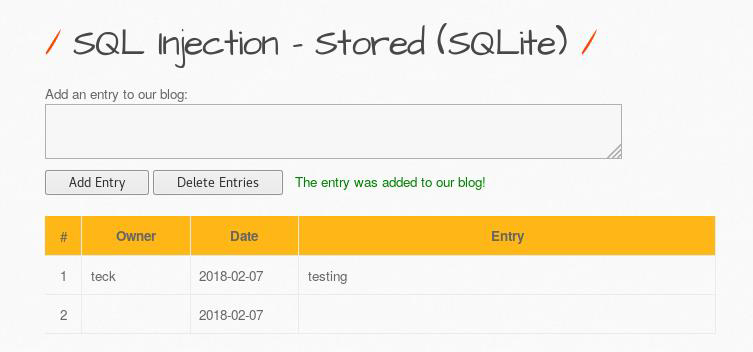 / SQL Injection - Stored (SQLite) /
Add an entry to our blog:
Add Entry Delete Entries The entry was added to our blog!
# Owner Date Entry
1 teck 2018-02-07 testing
2 2018-02-07